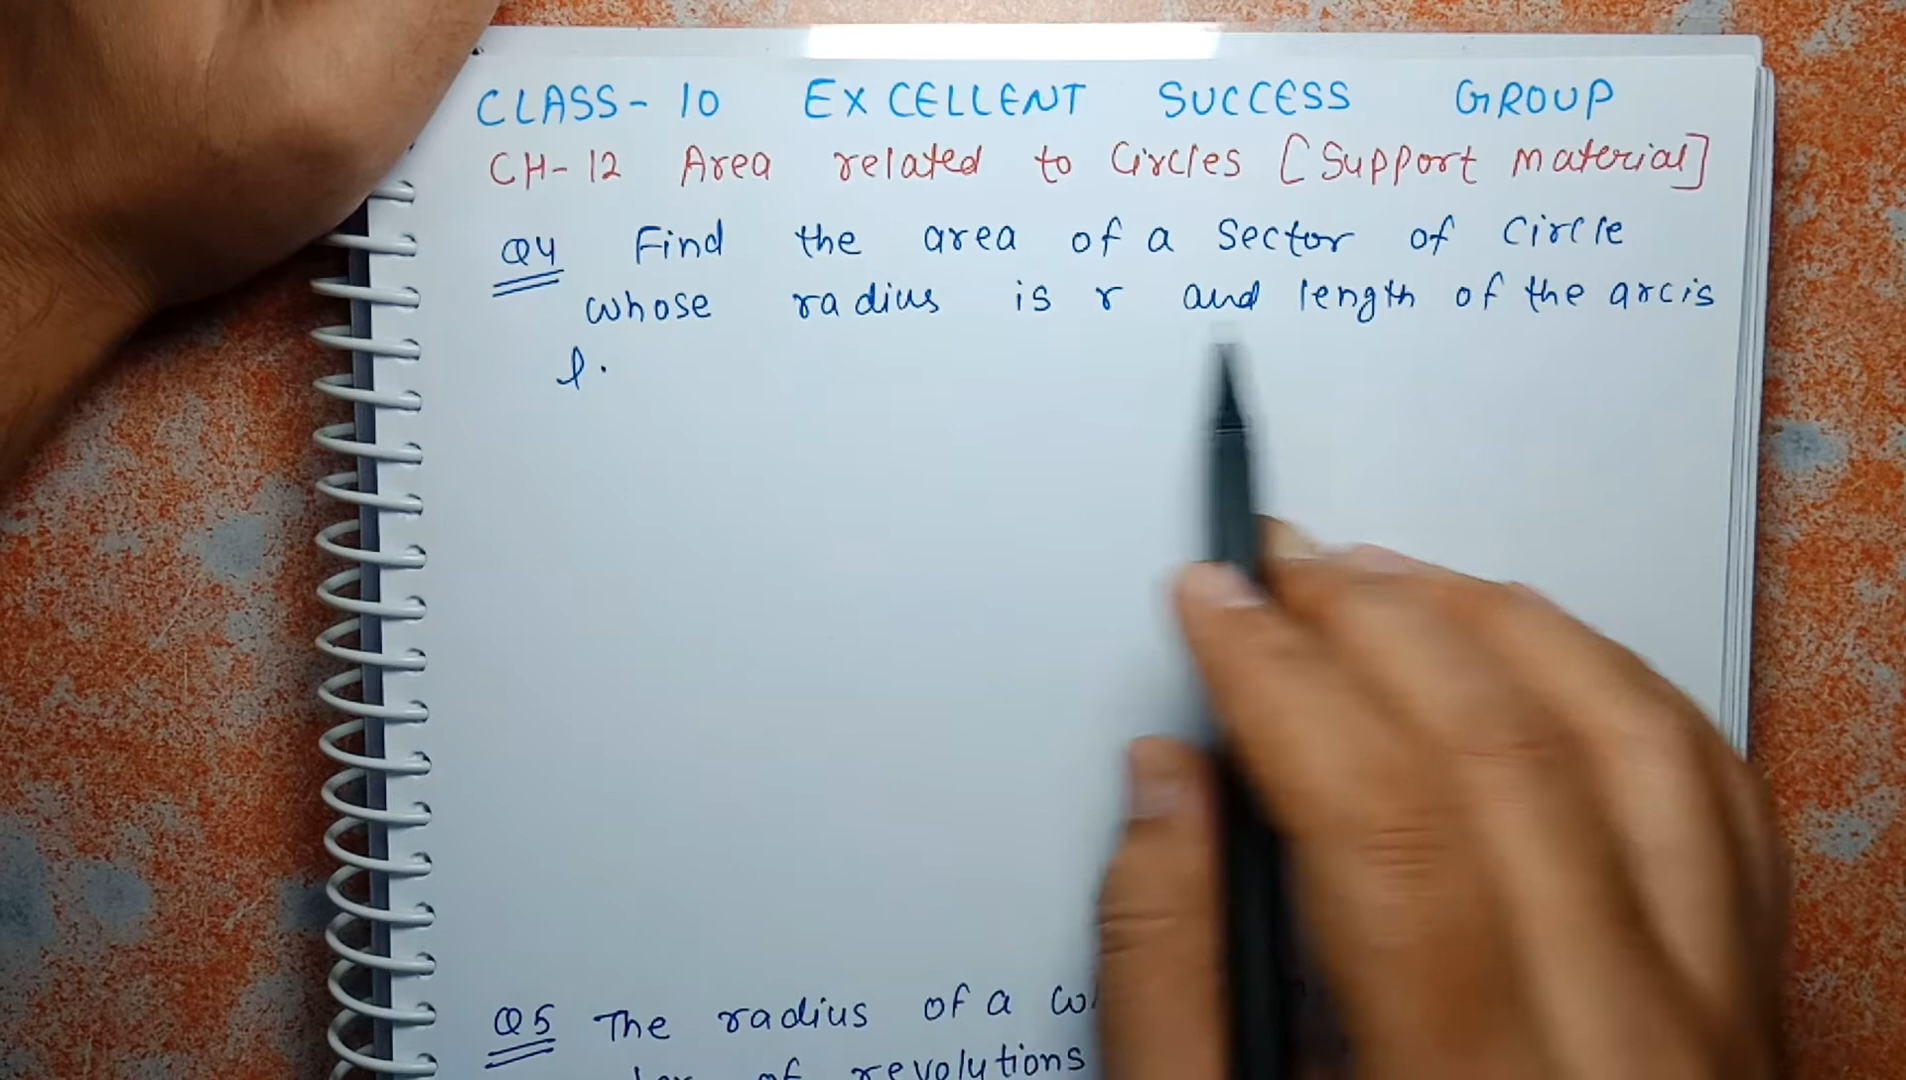 CLASS-10 EXCELLENT SUCCESS GROUP
CH-12 Area related to Circles [Support material]
Q4 Find the area of a Sector of Circle
whose radius is r and length of the arc is
l.
Q5 The radius of a
of revolutions